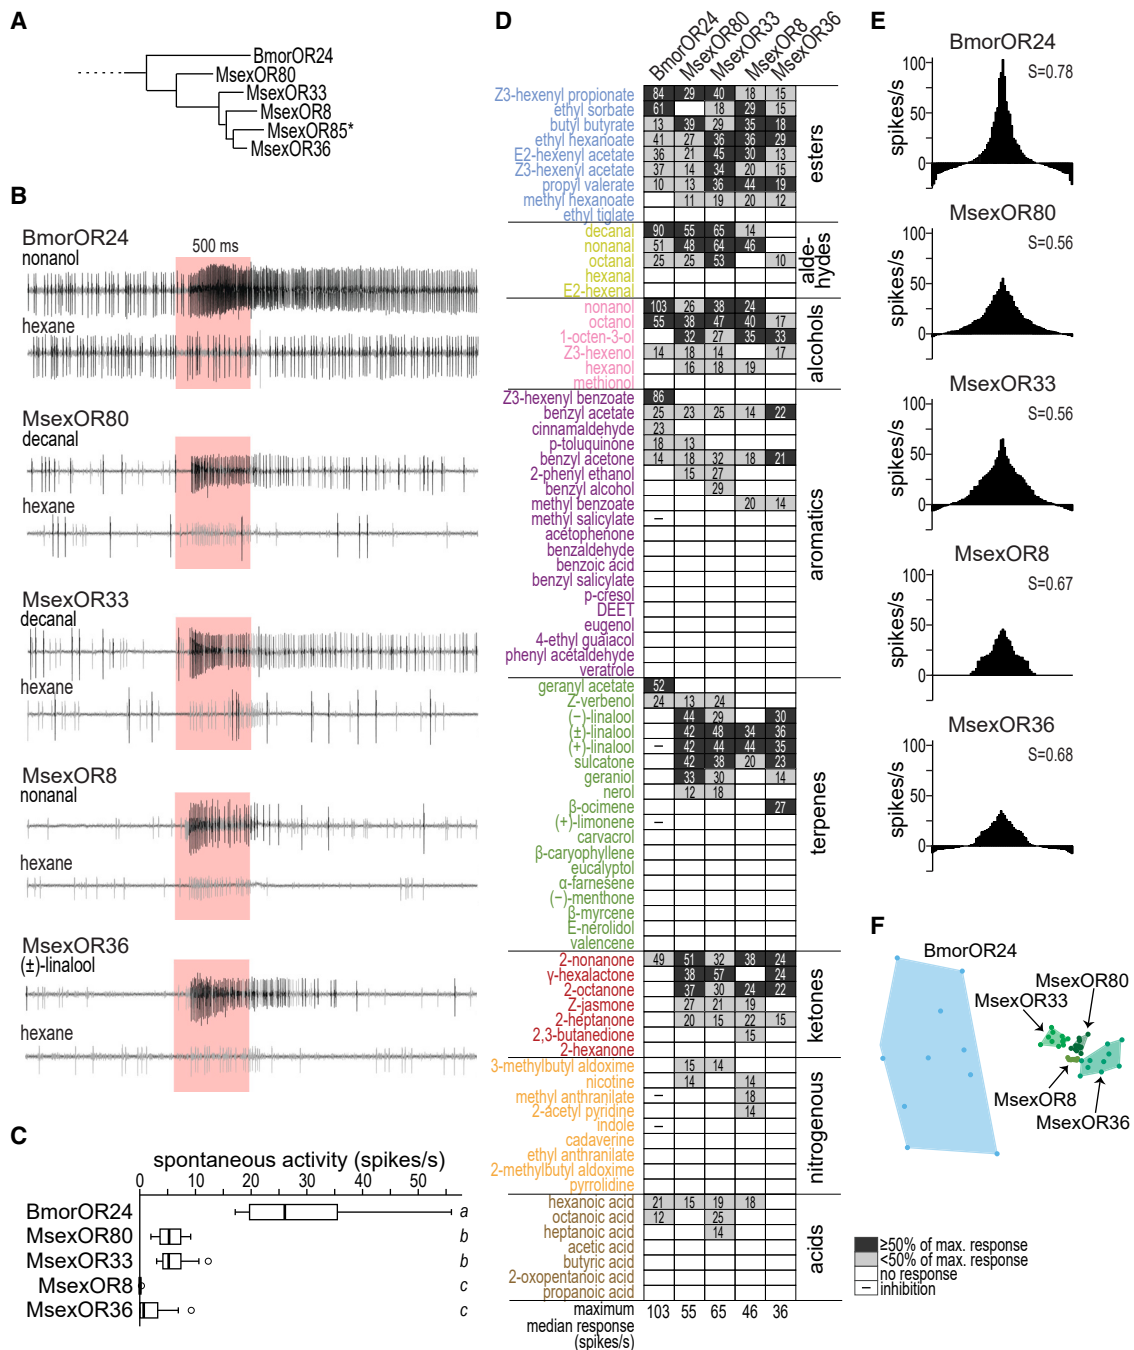 A
BmorOR24
MsexOR80
MsexOR33
MsexOR8
MsexOR85*
MsexOR36
B
BmorOR24
nonanol
500 ms
hexane
MsexOR80
decanal
hexane
MsexOR33
decanal
hexane
MsexOR8
nonanal
hexane
MsexOR36
(±)-linalool
hexane
C
spontaneous activity (spikes/s)
0 10 20 30 40 50
BmorOR24 a
MsexOR80 b
MsexOR33 b
MsexOR8 c
MsexOR36 c
D
BmorOR24 MsexOR80 MsexOR33 MsexOR8 MsexOR36
Z3-hexenyl propionate 84 29 40 18 15
ethyl sorbate 61 18 29 15
butyl butyrate 13 39 29 35 18
ethyl hexanoate 41 27 36 36 29
E2-hexenyl acetate 36 21 45 30 13
Z3-hexenyl acetate 37 14 34 20 15
propyl valerate 10 13 36 44 19
methyl hexanoate 11 19 20 12
ethyl tiglate
esters
decanal 90 55 65 14
nonanal 51 48 64 46
octanal 25 25 53 10
hexanal
E2-hexenal
alde-
hydes
nonanol 103 26 38 24
octanol 55 38 47 40 17
1-octen-3-ol 32 27 35 33
Z3-hexenol 14 18 14 17
hexanol 16 18 19
methionol
alcohols
Z3-hexenyl benzoate 86
benzyl acetate 25 23 25 14 22
cinnamaldehyde 23
p-toluquinone 18 13
benzyl acetone 14 18 32 18 21
2-phenyl ethanol 15 27
benzyl alcohol 29
methyl benzoate 20 14
methyl salicylate –
acetophenone
benzaldehyde
benzoic acid
benzyl salicylate
p-cresol
DEET
eugenol
4-ethyl guaiacol
phenyl acetaldehyde
veratrole
aromatics
geranyl acetate 52
Z-verbenol 24 13 24
(−)-linalool 44 29 30
(±)-linalool 42 48 34 36
(+)-linalool – 42 44 44 35
sulcatone 42 38 20 23
geraniol 33 30 14
nerol 12 18
β-ocimene 27
(+)-limonene –
carvacrol
β-caryophyllene
eucalyptol
α-farnesene
(−)-menthone
β-myrcene
E-nerolidol
valencene
terpenes
2-nonanone 49 51 32 38 24
γ-hexalactone 38 57 24
2-octanone 37 30 24 22
Z-jasmone 27 21 19
2-heptanone 20 15 22 15
2,3-butanedione 15
2-hexanone
ketones
3-methylbutyl aldoxime 15 14
nicotine 14 14
methyl anthranilate – 18
2-acetyl pyridine 14
indole –
cadaverine
ethyl anthranilate
2-methylbutyl aldoxime
pyrrolidine
nitrogenous
hexanoic acid 21 15 19 18
octanoic acid 12 25
heptanoic acid 14
acetic acid
butyric acid
2-oxopentanoic acid
propanoic acid
acids
maximum
median response
(spikes/s)
103 55 65 46 36
≥50% of max. response
<50% of max. response
no response
– inhibition
E
BmorOR24
S=0.78
spikes/s
100
50
0
MsexOR80
S=0.56
spikes/s
100
50
0
MsexOR33
S=0.56
spikes/s
100
50
0
MsexOR8
S=0.67
spikes/s
100
50
0
MsexOR36
S=0.68
spikes/s
100
50
0
F
BmorOR24
MsexOR80
MsexOR33
MsexOR8
MsexOR36